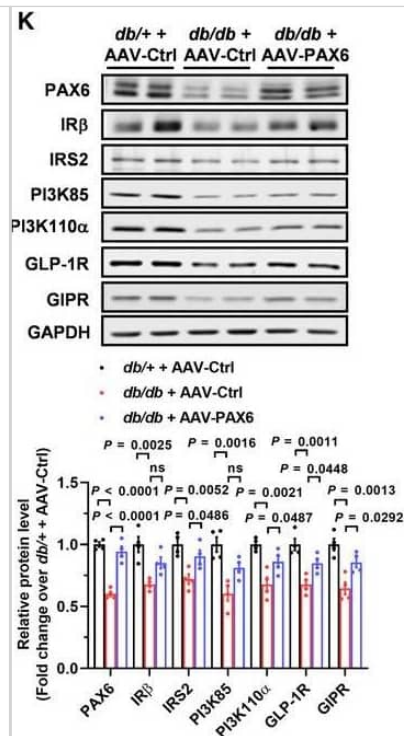 K
db/+ + db/db + db/db +
AAV-Ctrl AAV-Ctrl AAV-PAX6
PAX6
IRβ
IRS2
PI3K85
PI3K110α
GLP-1R
GIPR
GAPDH
• db/+ + AAV-Ctrl
• db/db + AAV-Ctrl
• db/db + AAV-PAX6
P = 0.0025 P = 0.0016 P = 0.0011
ns ns P = 0.0448
P < 0.0001 P = 0.0052 P = 0.0021 P = 0.0013
P < 0.0001 P = 0.0486 P = 0.0487 P = 0.0292
Relative protein level
(Fold change over db/+ + AAV-Ctrl)
1.5
1.0
0.5
0.0
PAX6 IRβ IRS2 PI3K85 PI3K110α GLP-1R GIPR